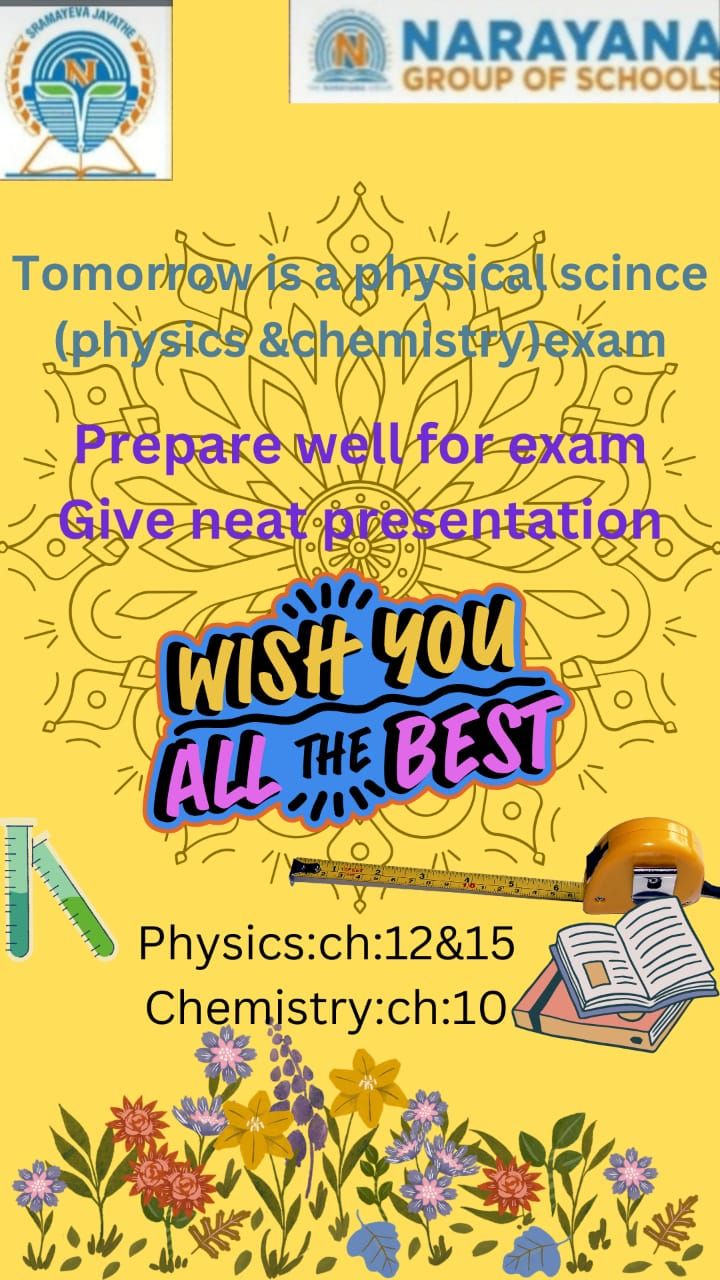 SRAMAYEVA JAYATHE
N
N
NARAYANA
GROUP OF SCHOOLS
Tomorrow is a physical scince
(physics &chemistry)exam
Prepare well for exam
Give neat presentation
WISH YOU
ALL THE BEST
Physics:ch:12&15
Chemistry:ch:10